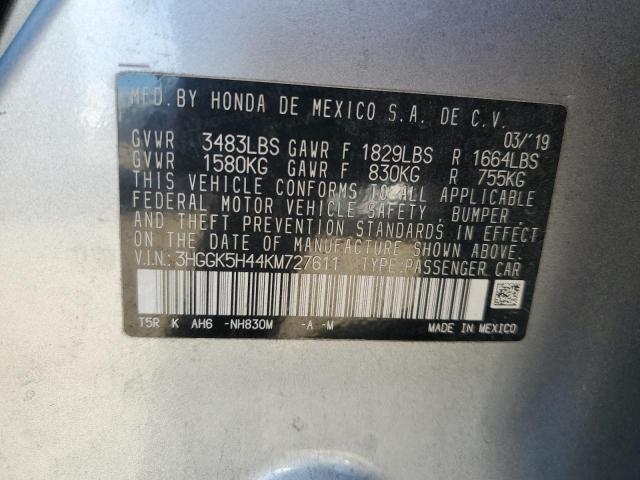 MFD.BY HONDA DE MEXICO S.A. DE C.V.
03/'19
GVWR 3483LBS GAWR F 1829LBS R 1664LBS
GVWR 1580KG GAWR F 830KG R 755KG
THIS VEHICLE CONFORMS TO ALL APPLICABLE
FEDERAL MOTOR VEHICLE SAFETY, BUMPER
AND THEFT PREVENTION STANDARDS IN EFFECT
ON THE DATE OF MANUFACTURE SHOWN ABOVE.
V.I.N.:3HGGK5H44KM727611 TYPE:PASSENGER CAR
T5R K AH6 -NH830M -A -M
MADE IN MEXICO